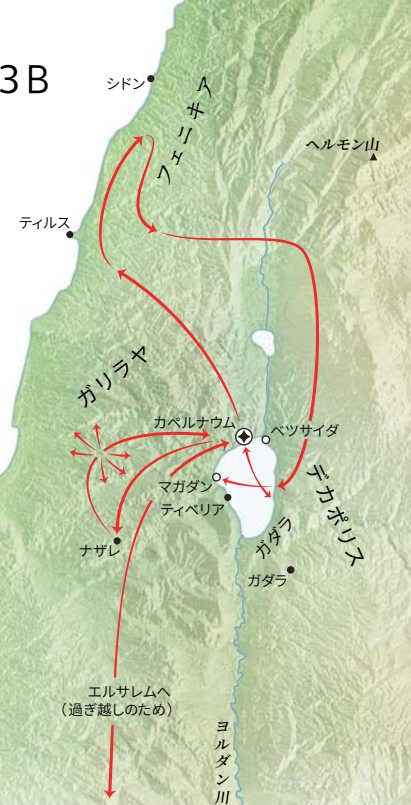 3B
シドン
フェニキア
ヘルモン山
ティルス
ガリラヤ
カペルナウム
ベツサイダ
マガダン
ティベリア
デカポリス
ガダラ
ナザレ
ガダラ
エルサレムへ
（過ぎ越しのため）
ヨルダン川